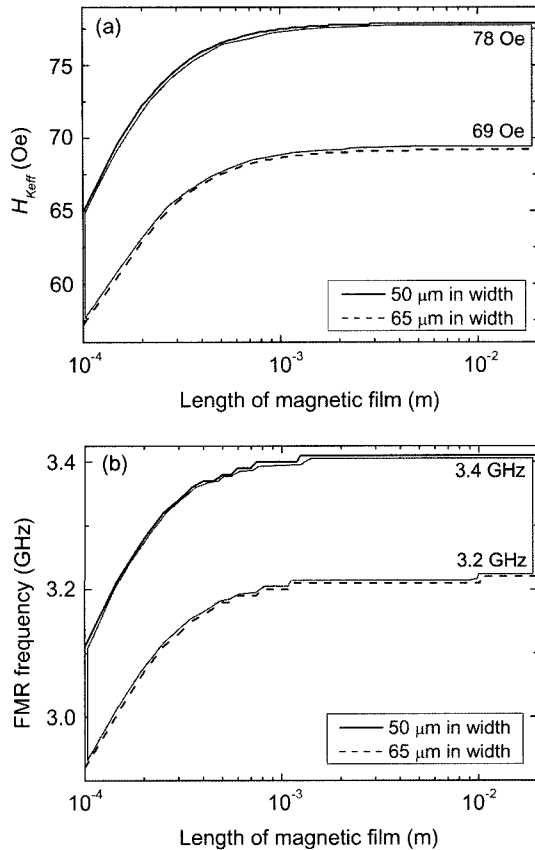 (a)
77.5
75
70
65
60
H_Keff (Oe)
78 Oe
69 Oe
50 µm in width
65 µm in width
10⁻⁴
10⁻³
10⁻²
Length of magnetic film (m)
(b)
3.4
3.2
3.0
FMR frequency (GHz)
3.4 GHz
3.2 GHz
50 µm in width
65 µm in width
10⁻⁴
10⁻³
10⁻²
Length of magnetic film (m)